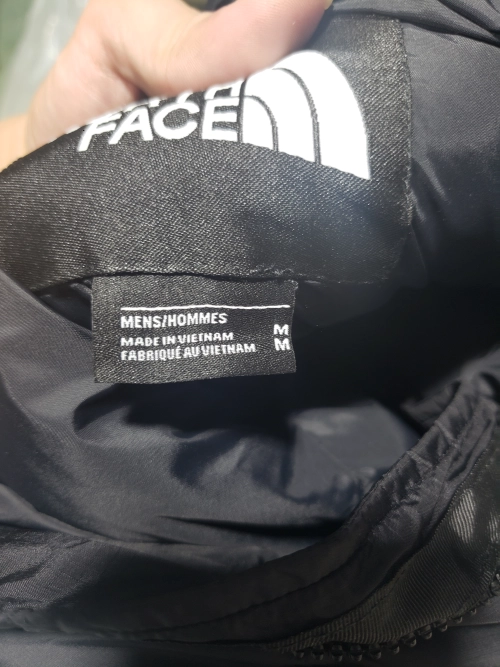 FACE
MENS/HOMMES
MADE IN VIETNAM M
FABRIQUÉ AU VIETNAM M